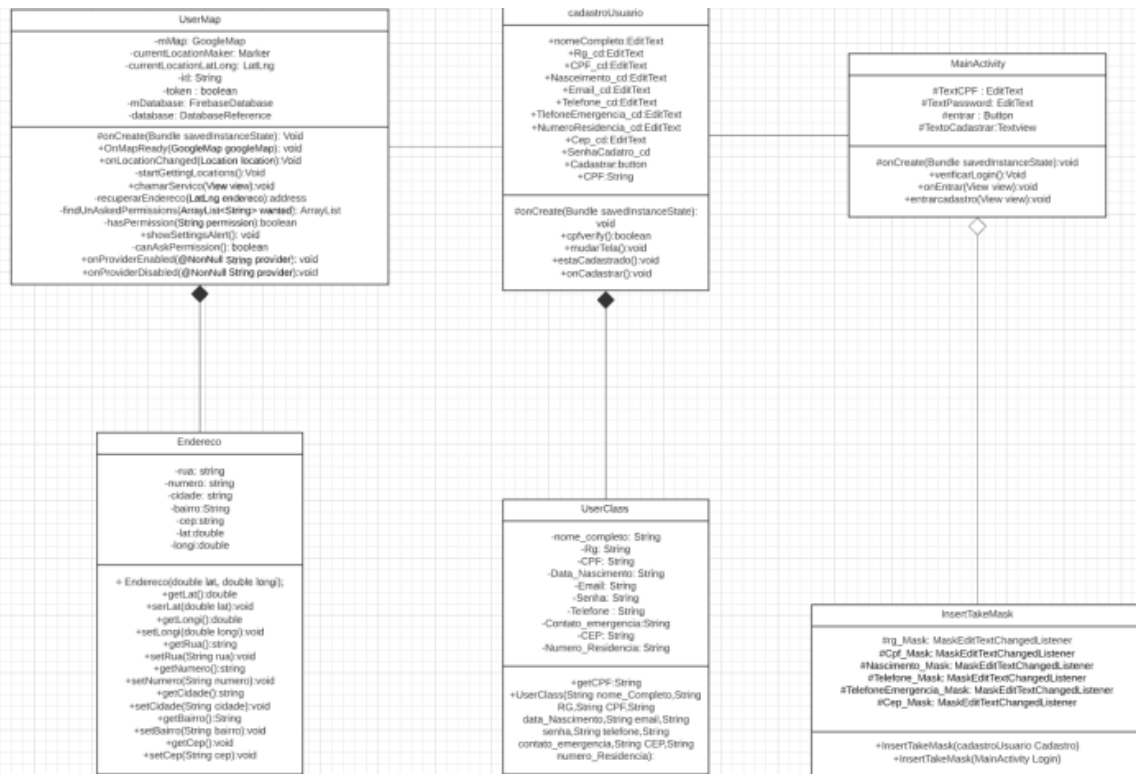 UserMap
-mMap: GoogleMap
-currentLocationMaker: Marker
-currentLocationLatLong: LatLng
-id: String
-token : boolean
-mDatabase: FirebaseDatabase
-database: DatabaseReference
#onCreate(Bundle savedInstanceState): Void
+OnMapReady(GoogleMap googleMap): void
+onLocationChanged(Location location):Void
-startGettingLocations():Void
+chamarServico(View view):void
-recuperarEndereco(LatLng endereco):address
-findUnAskedPermissions(ArrayList<String> wanted): ArrayList
-hasPermission(String permission):boolean
+showSettingsAlert(): void
-canAskPermission(): boolean
+onProviderEnabled(@NonNull String provider): void
+onProviderDisabled(@NonNull String provider):void
cadastroUsuario
+nomeCompleto:EditText
+Rg_cd:EditText
+CPF_cd:EditText
+Nasceimento_cd:EditText
+Email_cd:EditText
+Telefone_cd:EditText
+TlefoneEmergencia_cd:EditText
+NumeroResidencia_cd:EditText
+Cep_cd:EditText
+SenhaCadatro_cd
+Cadastrar:button
+CPF:String
#onCreate(Bundle savedInstanceState):
void
+cpfverify():boolean
+mudarTela():void
+estaCadastrado():void
+onCadastrar():void
MainActivity
#TextCPF : EditText
#TextPassword: EditText
#entrar : Button
#TextoCadastrar:Textview
#onCreate(Bundle savedInstanceState):void
+verificarLogin():Void
+onEntrar(View view):void
+entrarcadastro(View view):void
Endereco
-rua: string
-numero: string
-cidade: string
-bairro:String
-cep:string
-lat:double
-longi:double
+ Endereco(double lat, double longi);
+getLat():double
+serLat(double lat):void
+getLongi():double
+setLongi(double longi):void
+getRua():string
+setRua(String rua):void
+getNumero():string
+setNumero(String numero):void
+getCidade():string
+setCidade(String cidade):void
+getBairro():String
+setBairro(String bairro):void
+getCep():void
+setCep(String cep):void
UserClass
-nome_completo: String
-Rg: String
-CPF: String
-Data_Nascimento: String
-Email: String
-Senha: String
-Telefone : String
-Contato_emergencia:String
-CEP: String
-Numero_Residencia: String
+getCPF:String
+UserClass(String nome_Completo,String
RG,String CPF,String
data_Nascimento,String email,String
senha,String telefone,String
contato_emergencia,String CEP,String
numero_Residencia):
InsertTakeMask
#rg_Mask: MaskEditTextChangedListener
#Cpf_Mask: MaskEditTextChangedListener
#Nascimento_Mask: MaskEditTextChangedListener
#Telefone_Mask: MaskEditTextChangedListener
#TelefoneEmergencia_Mask: MaskEditTextChangedListener
#Cep_Mask: MaskEditTextChangedListener
+InsertTakeMask(cadastroUsuario Cadastro)
+InsertTakeMask(MainActivity Login)